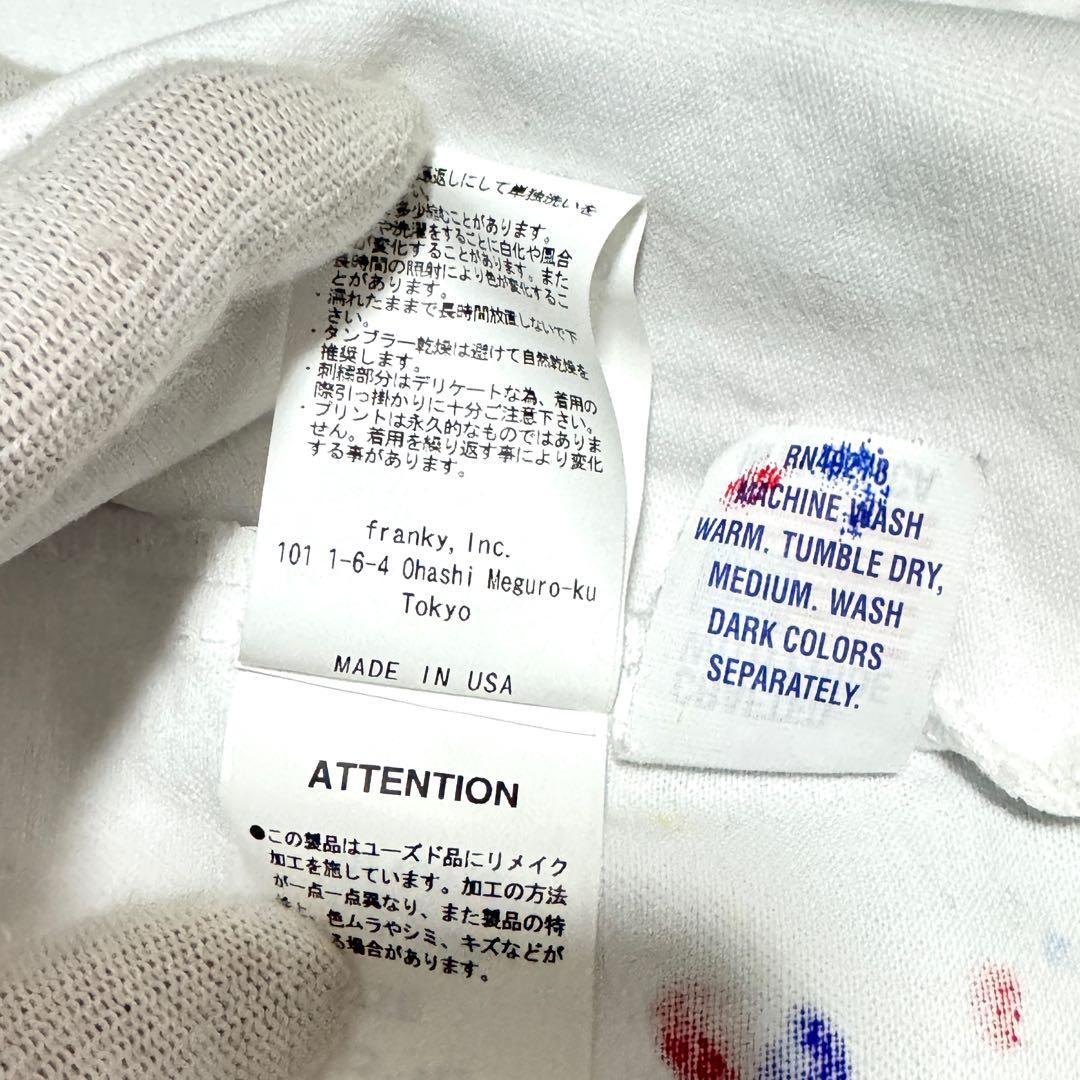 返しにして単独洗いを
い
多少縮むことがあります。
や洗濯をするごとに白化や風合
が変化することがあります。また
長時間の照射により色が変化するこ
とがあります。
・濡れたままで長時間放置しないで下
さい。
・タンブラー乾燥は避けて自然乾燥を
推奨します。
・刺繍部分はデリケートな為、着用の
際引っ掛かりに十分ご注意下さい。
・プリントは永久的なものではありま
せん。着用を繰り返す事により変化
する事があります。
franky, Inc.
101 1-6-4 Ohashi Meguro-ku
Tokyo
MADE IN USA
ATTENTION
●この製品はユーズド品にリメイク
加工を施しています。加工の方法
が一点一点異なり、また製品の特
色ムラやシミ、キズなどが
る場合があります。
MACHINE WASH
WARM. TUMBLE DRY,
MEDIUM. WASH
DARK COLORS
SEPARATELY.